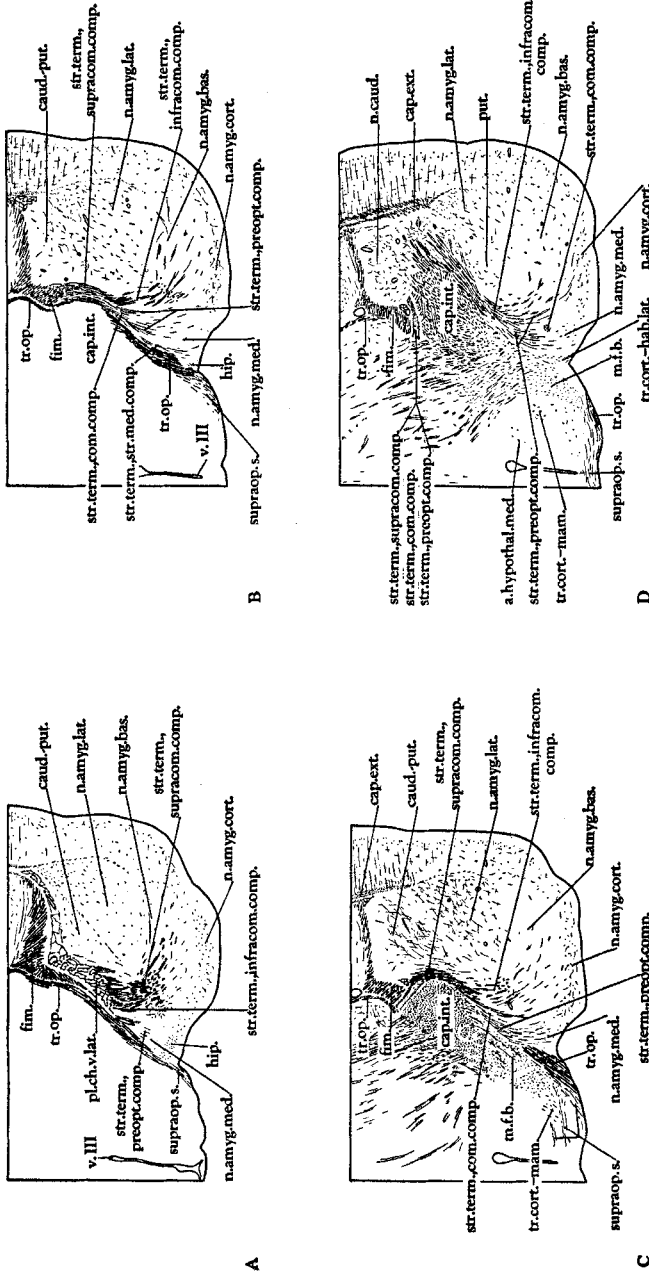 fim.
tr.op.
pl.ch.v.lat.
str.term.,
preopt.comp.
supraop.s.
v.III
n.amyg.med.
hip.
str.term.,infracom.comp.
n.amyg.cort.
caud.-put.
n.amyg.lat.
n.amyg.bas.
str.term.,
supracom.comp.
A
tr.op.
fim.
cap.int.
str.term.,com.comp.
str.term.,str.med.comp.
tr.op.
v.III
supraop.s.
n.amyg.med.
hip.
str.term.,preopt.comp.
n.amyg.cort.
n.amyg.bas.
str.term.,
infracom.comp.
n.amyg.lat.
str.term.,
supracom.comp.
caud.-put.
B
tr.op.
fim.
cap.int.
cap.ext.
caud.-put.
str.term.,
supracom.comp.
n.amyg.lat.
str.term.,infracom.
comp.
n.amyg.bas.
n.amyg.cort.
str.term.,preopt.comp.
n.amyg.med.
tr.op.
str.term.,com.comp.
m.f.b.
tr.cort.-mam.
supraop.s.
C
tr.op.
fim.
cap.int.
n.caud.
cap.ext.
n.amyg.lat.
put.
str.term.,infracom.
comp.
n.amyg.bas.
str.term.,com.comp.
n.amyg.cort.
n.amyg.med.
tr.cort.-hab.lat.
m.f.b.
tr.op.
supraop.s.
str.term.,supracom.comp.
str.term.,com.comp.
str.term.,preopt.comp.
a.hypothal.med.
str.term.,preopt.comp.
tr.cort.-mam.
D